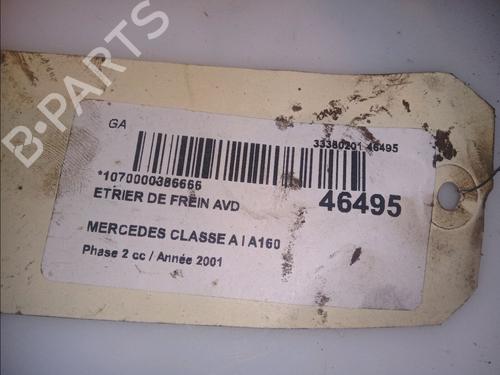 B-PARTS
GA
33380201 46495
*1070000386666
ETRIER DE FREIN AVD
46495
MERCEDES CLASSE A I A160
Phase 2 cc / Année 2001